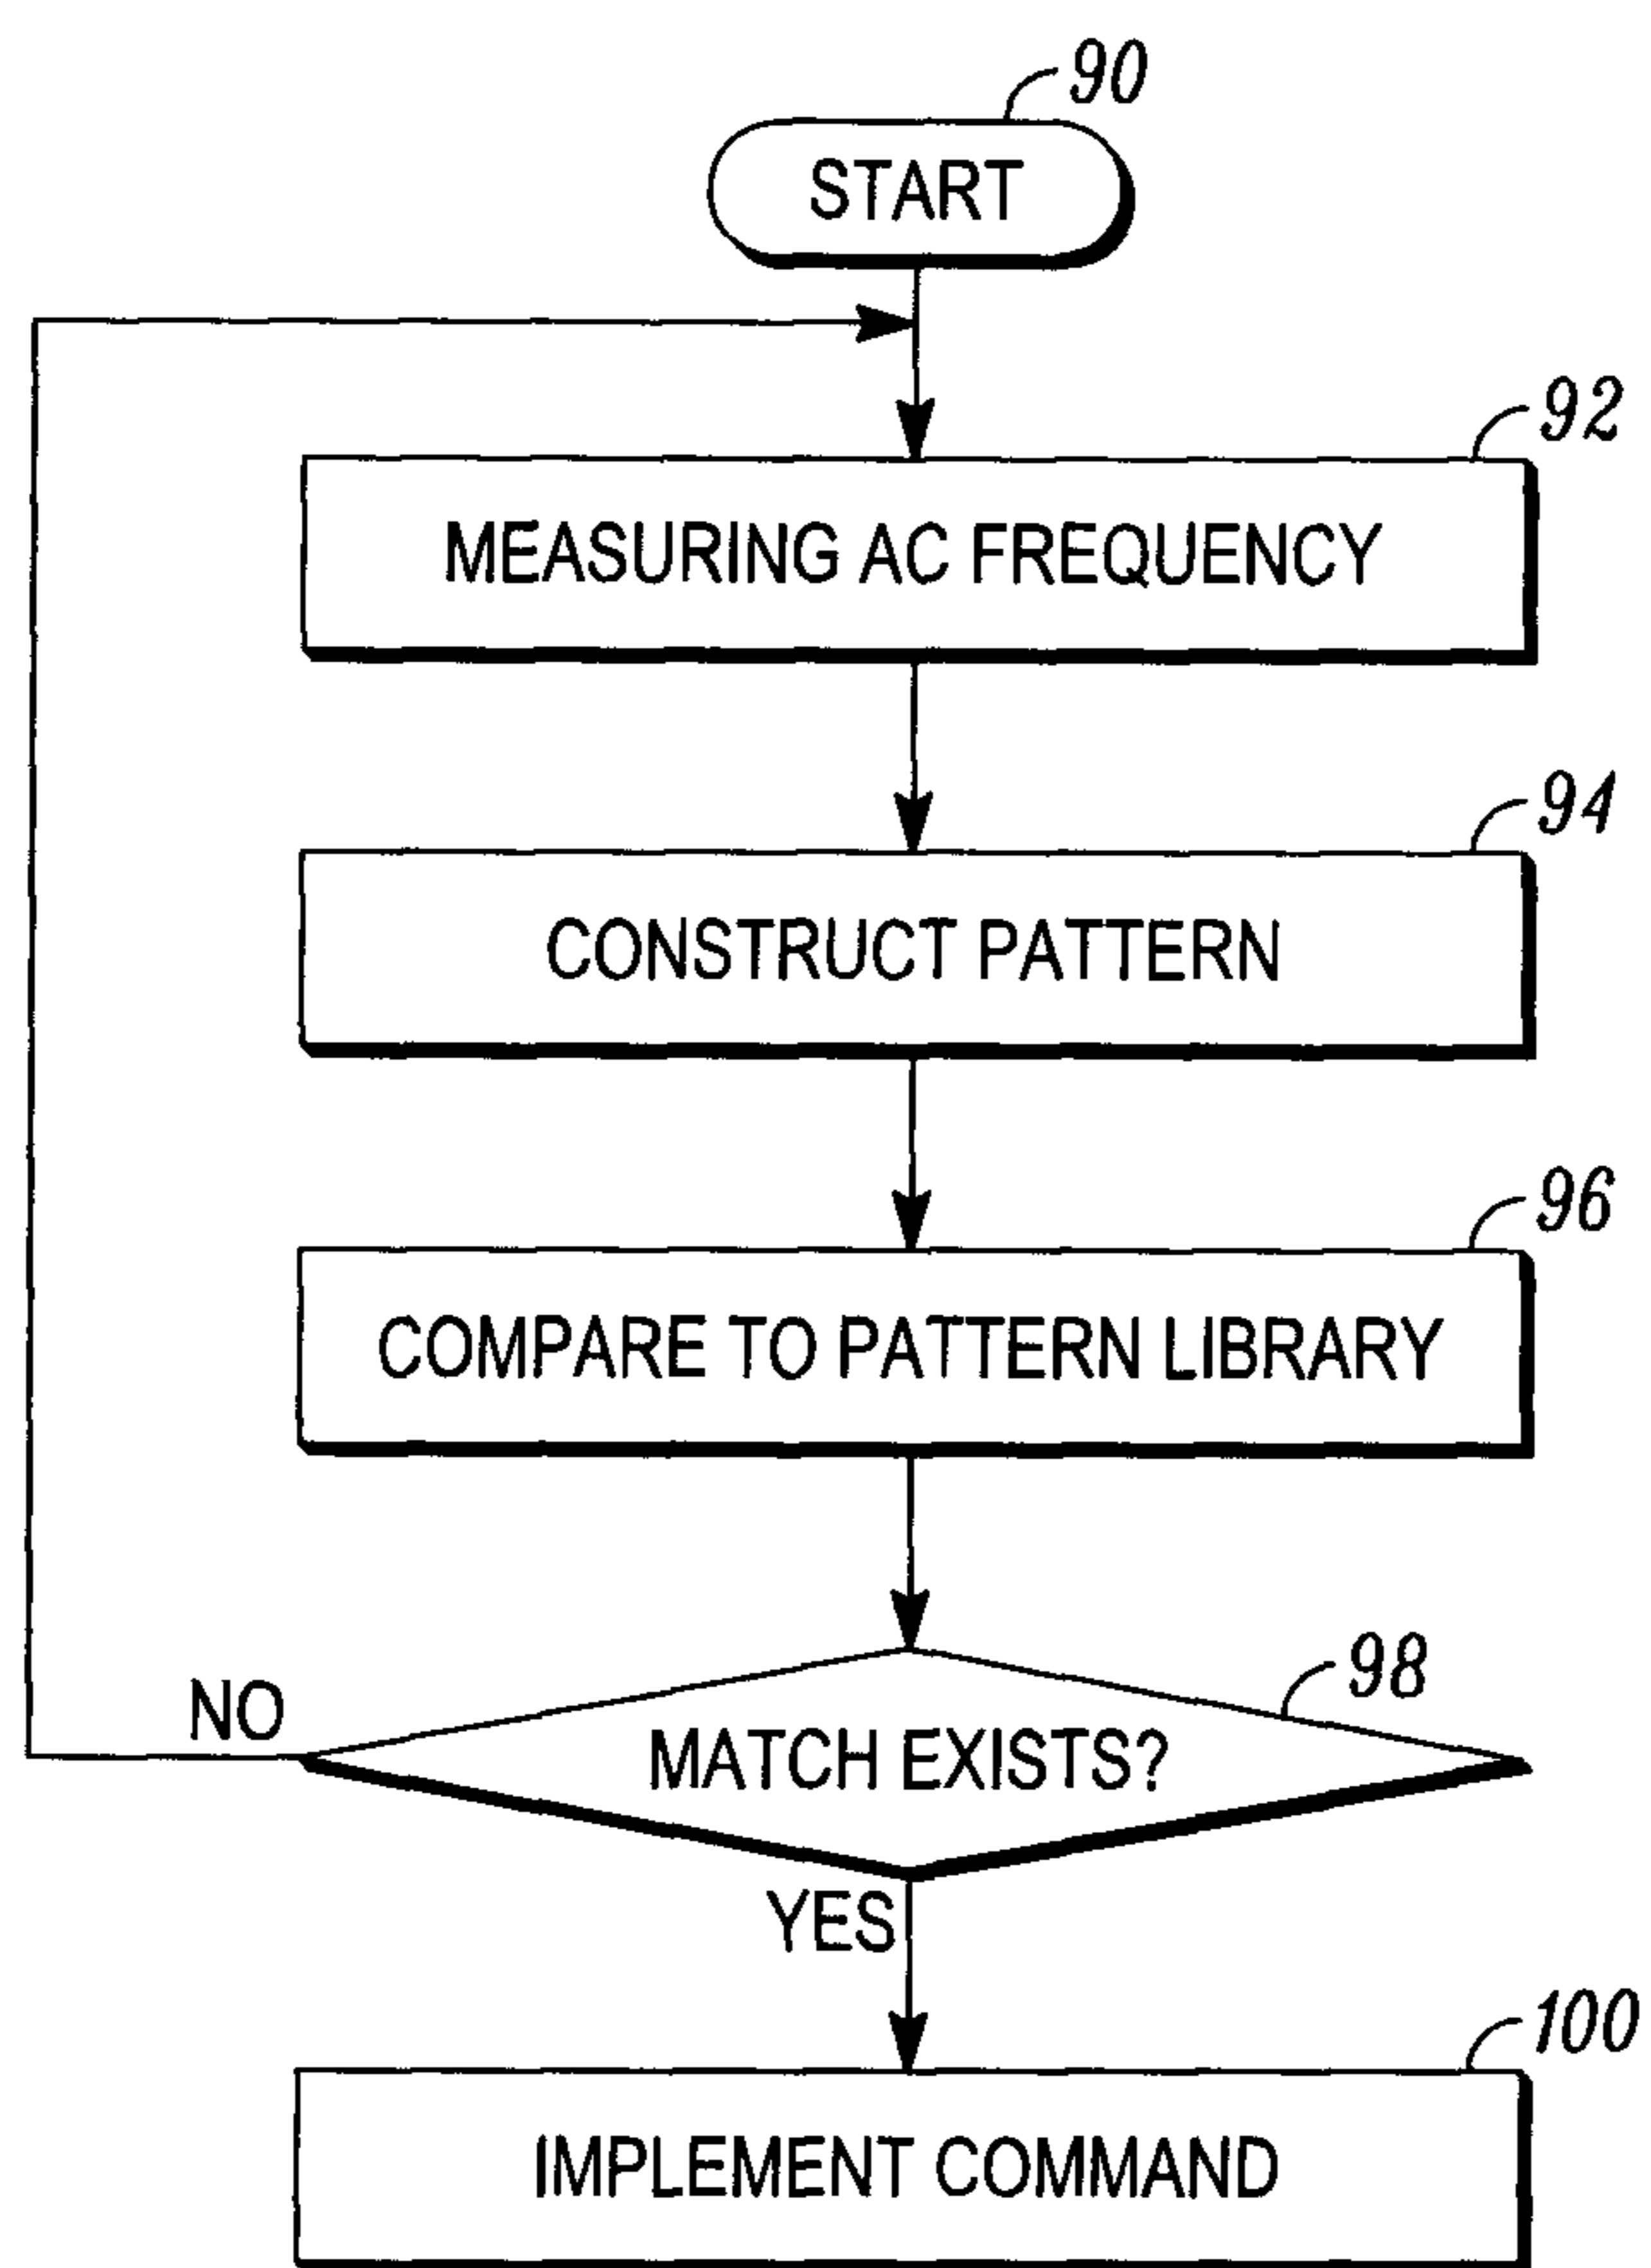 90
START
92
MEASURING AC FREQUENCY
94
CONSTRUCT PATTERN
96
COMPARE TO PATTERN LIBRARY
98
NO
MATCH EXISTS?
YES
100
IMPLEMENT COMMAND